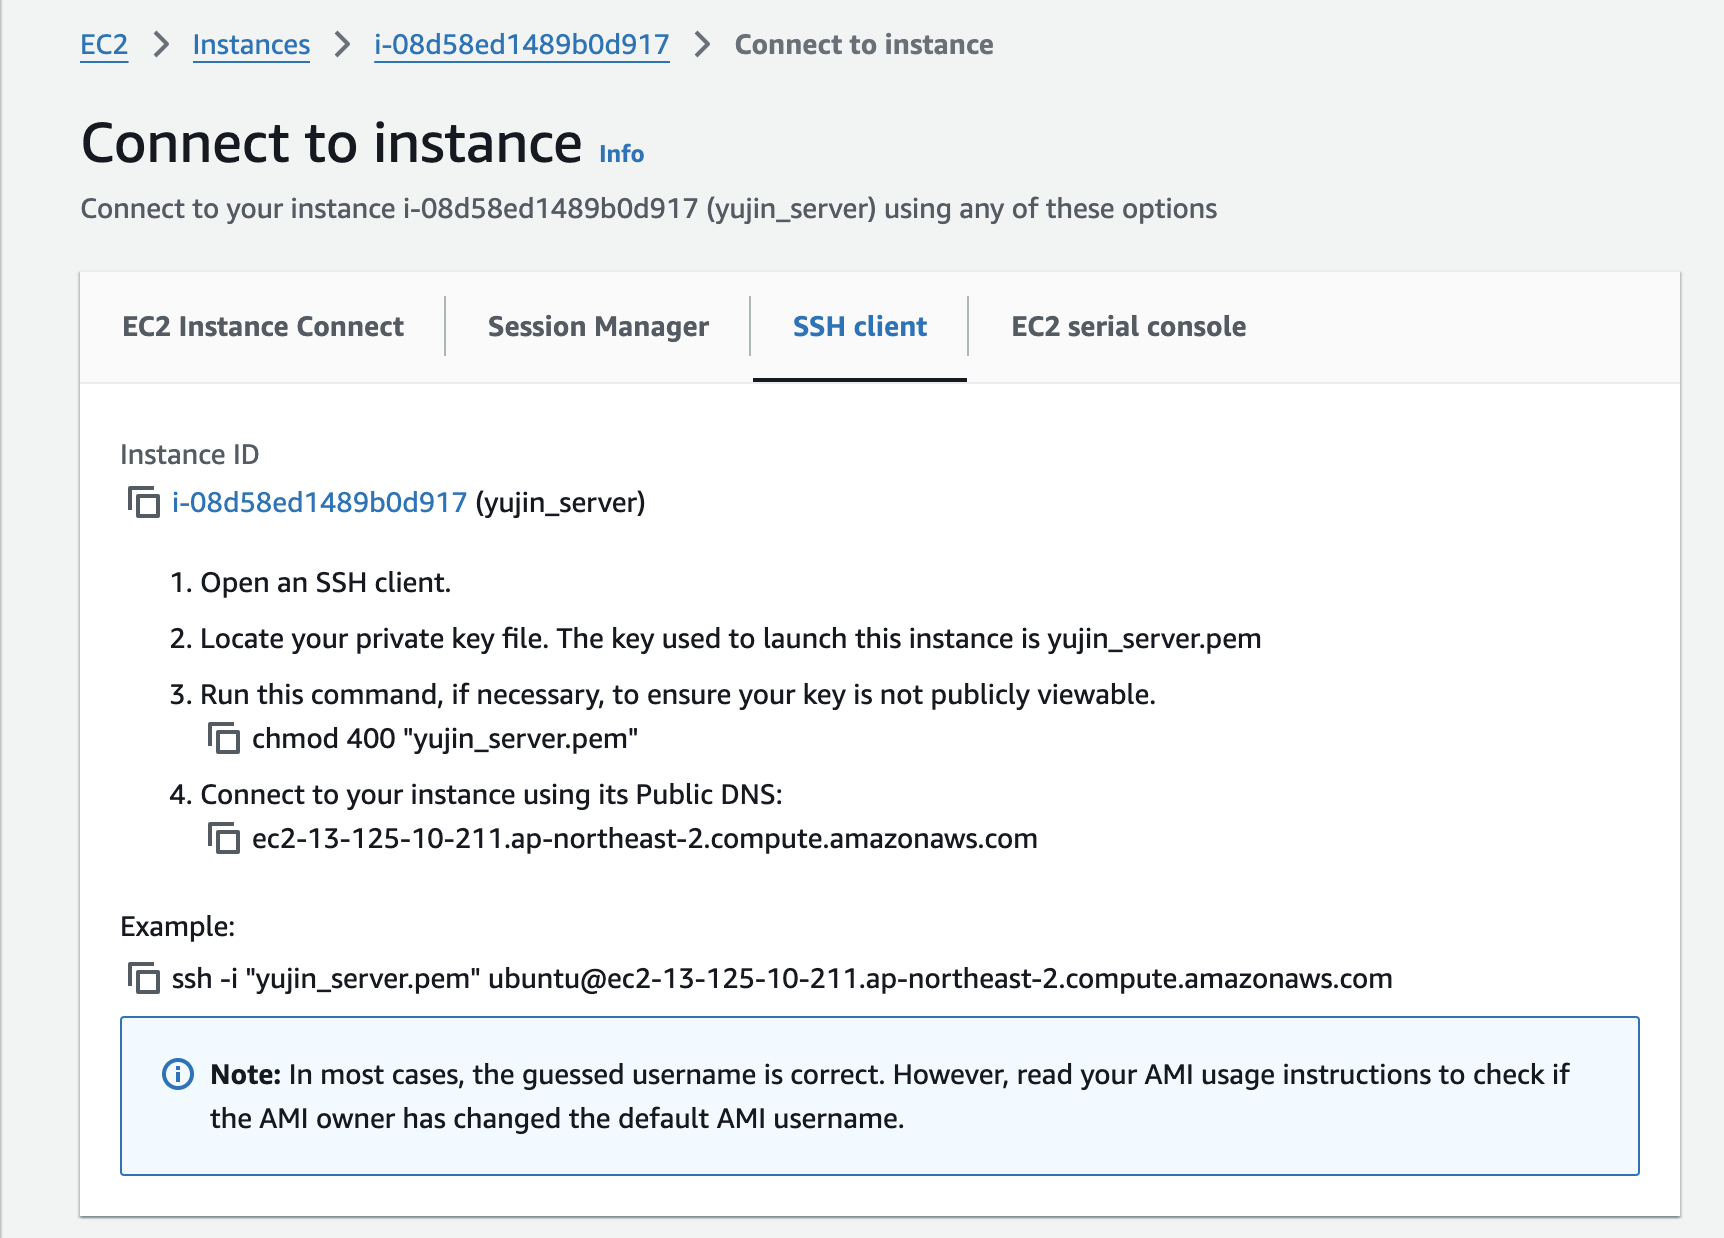 EC2 > Instances > i-08d58ed1489b0d917 > Connect to instance
Connect to instance Info
Connect to your instance i-08d58ed1489b0d917 (yujin_server) using any of these options
EC2 Instance Connect
Session Manager
SSH client
EC2 serial console
Instance ID
i-08d58ed1489b0d917 (yujin_server)
1. Open an SSH client.
2. Locate your private key file. The key used to launch this instance is yujin_server.pem
3. Run this command, if necessary, to ensure your key is not publicly viewable.
chmod 400 "yujin_server.pem"
4. Connect to your instance using its Public DNS:
ec2-13-125-10-211.ap-northeast-2.compute.amazonaws.com
Example:
ssh -i "yujin_server.pem" ubuntu@ec2-13-125-10-211.ap-northeast-2.compute.amazonaws.com
Note: In most cases, the guessed username is correct. However, read your AMI usage instructions to check if
the AMI owner has changed the default AMI username.